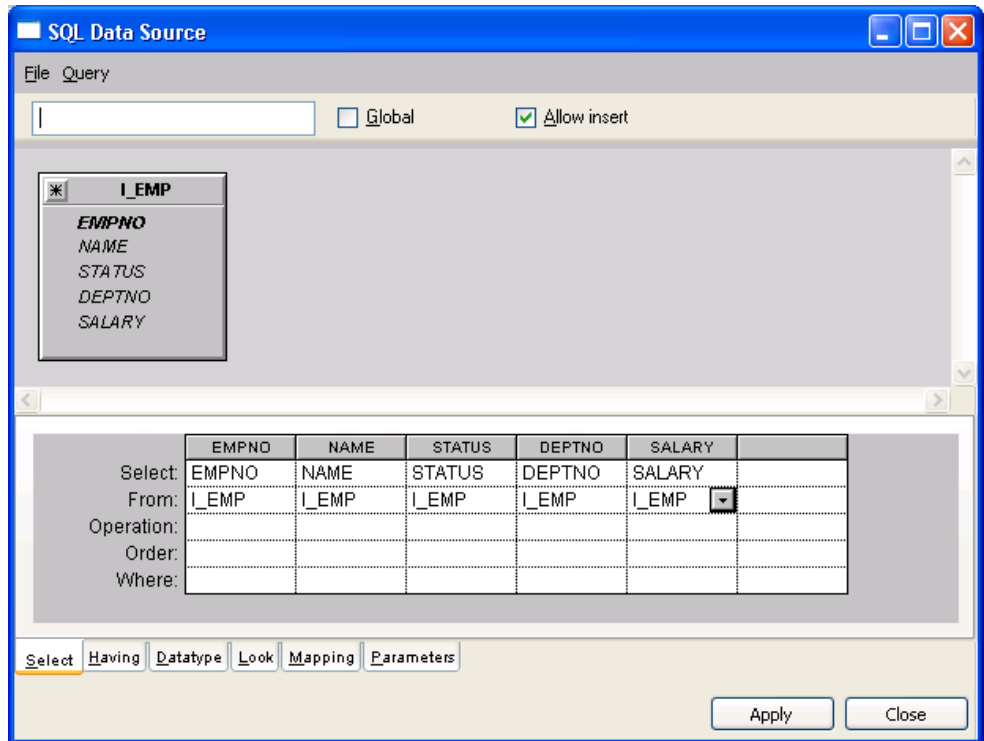 SQL Data Source
File Query
Global Allow insert
I_EMP
EMPNO
NAME
STATUS
DEPTNO
SALARY
EMPNO NAME STATUS DEPTNO SALARY
Select: EMPNO NAME STATUS DEPTNO SALARY
From: I_EMP I_EMP I_EMP I_EMP I_EMP
Operation:
Order:
Where:
Select Having Datatype Look Mapping Parameters
Apply Close